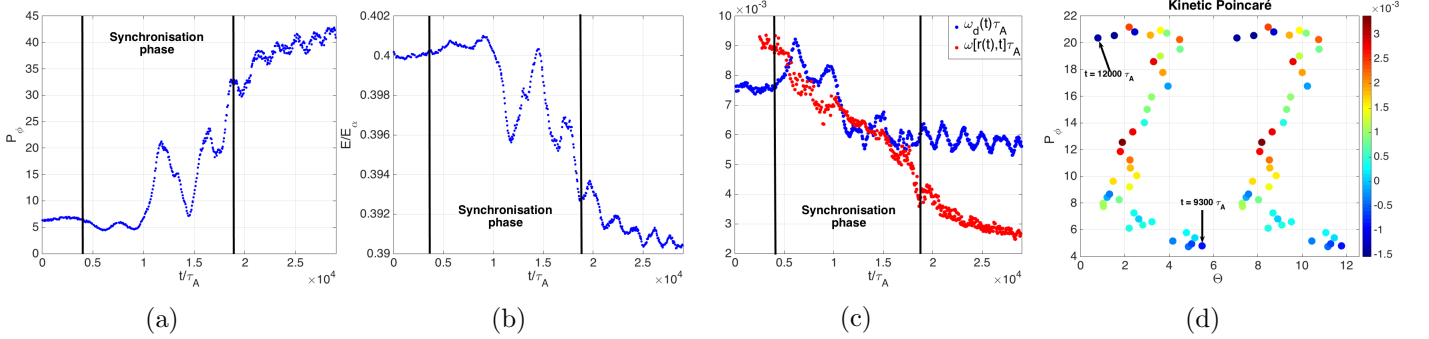 45
40
35
30
25
20
15
10
5
0
P_ϕ
Synchronisation
phase
0 0.5 1 1.5 2 2.5
t/τ_A
×10^4
(a)
0.402
0.4
0.398
0.396
0.394
0.392
0.39
E/E_α
Synchronisation
phase
0 0.5 1 1.5 2 2.5
t/τ_A
×10^4
(b)
×10^-3
10
9
8
7
6
5
4
3
2
ω_d(t)τ_A
ω[r(t),t]τ_A
Synchronisation
phase
0 0.5 1 1.5 2 2.5
t/τ_A
×10^4
(c)
Kinetic Poincaré
22
20
18
16
14
12
10
8
6
4
P_ϕ
t = 12000 τ_A
t = 9300 τ_A
0 2 4 6 8 10 12
Θ
×10^-3
3
2.5
2
1.5
1
0.5
0
-0.5
-1
-1.5
(d)